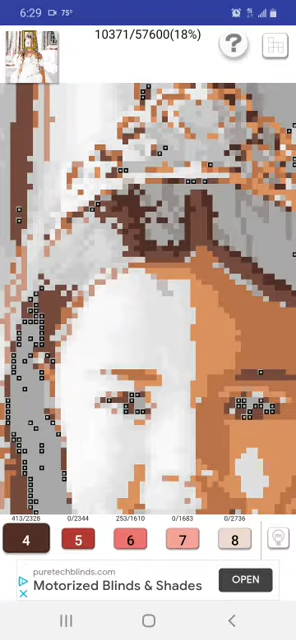 6:29 75°
10371/57600(18%)
?
413/2328 0/2344 253/1610 0/1683 0/2736
4 5 6 7 8
puretechblinds.com
Motorized Blinds & Shades
OPEN